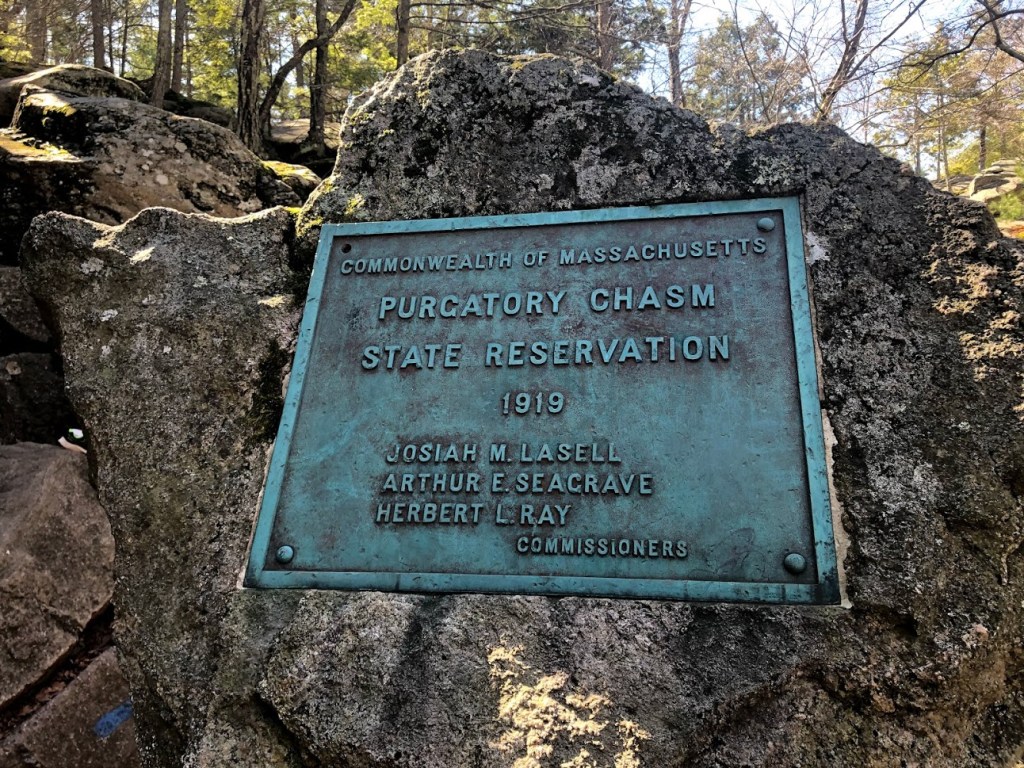 COMMONWEALTH OF MASSACHUSETTS
PURGATORY CHASM
STATE RESERVATION
1919
JOSIAH M. LASELL
ARTHUR E. SEAGRAVE
HERBERT L. RAY
COMMISSIONERS